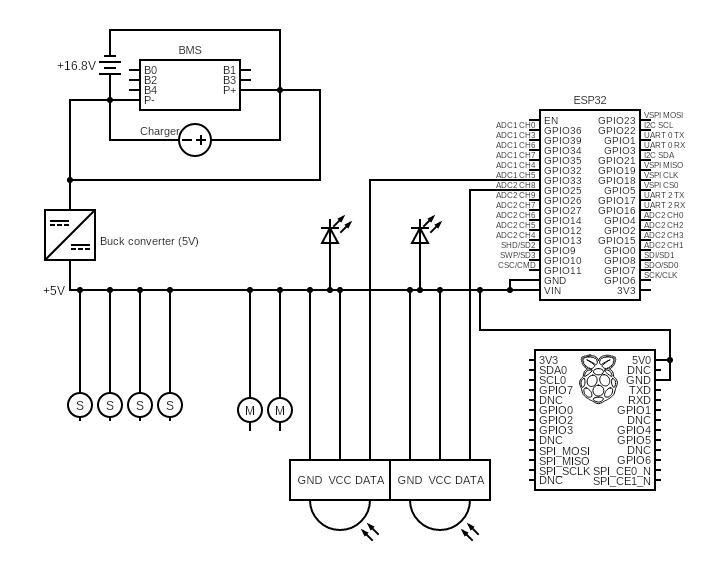 BMS
+16.8V
B0
B2
B4
P-
B1
B3
P+
Charger
Buck converter (5V)
+5V
S
S
S
S
M
M
GND VCC DATA
GND VCC DATA
ESP32
ADC1 CH0
ADC1 CH3
ADC1 CH6
ADC1 CH7
ADC1 CH4
ADC1 CH5
ADC2 CH8
ADC2 CH9
ADC2 CH7
ADC2 CH6
ADC2 CH5
ADC2 CH4
SHD/SD2
SWP/SD3
CSC/CMD
EN
GPIO36
GPIO39
GPIO34
GPIO35
GPIO32
GPIO33
GPIO25
GPIO26
GPIO27
GPIO14
GPIO12
GPIO13
GPIO9
GPIO10
GPIO11
GND
VIN
GPIO23
GPIO22
GPIO1
GPIO3
GPIO21
GPIO19
GPIO18
GPIO5
GPIO17
GPIO16
GPIO4
GPIO2
GPIO15
GPIO0
GPIO8
GPIO7
GPIO6
3V3
VSPI MOSI
I2C SCL
UART 0 TX
UART 0 RX
I2C SDA
VSPI MISO
VSPI CLK
VSPI CS0
UART 2 TX
UART 2 RX
ADC2 CH0
ADC2 CH2
ADC2 CH3
ADC2 CH1
SDI/SD1
SDO/SD0
SCK/CLK
3V3
SDA0
SCL0
GPIO7
DNC
GPIO0
GPIO2
GPIO3
DNC
SPI_MOSI
SPI_MISO
SPI_SCLK
DNC
5V0
DNC
GND
TXD
RXD
GPIO1
DNC
GPIO4
GPIO5
DNC
GPIO6
SPI_CE0_N
SPI_CE1_N